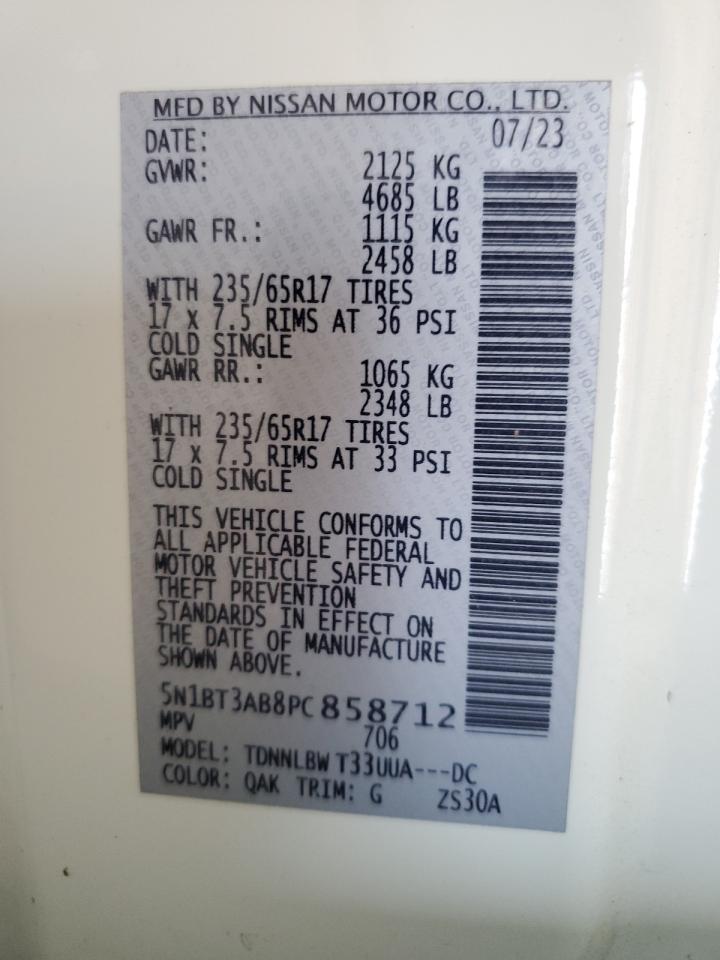 MFD BY NISSAN MOTOR CO., LTD.
DATE: 07/23
GVWR: 2125 KG
4685 LB
GAWR FR.: 1115 KG
2458 LB
WITH 235/65R17 TIRES
17 x 7.5 RIMS AT 36 PSI
COLD SINGLE
GAWR RR.: 1065 KG
2348 LB
WITH 235/65R17 TIRES
17 x 7.5 RIMS AT 33 PSI
COLD SINGLE
THIS VEHICLE CONFORMS TO
ALL APPLICABLE FEDERAL
MOTOR VEHICLE SAFETY AND
THEFT PREVENTION
STANDARDS IN EFFECT ON
THE DATE OF MANUFACTURE
SHOWN ABOVE.
5N1BT3AB8PC858712
MPV 706
MODEL: TDNNLBW T33UUA---DC
COLOR: QAK TRIM: G ZS30A